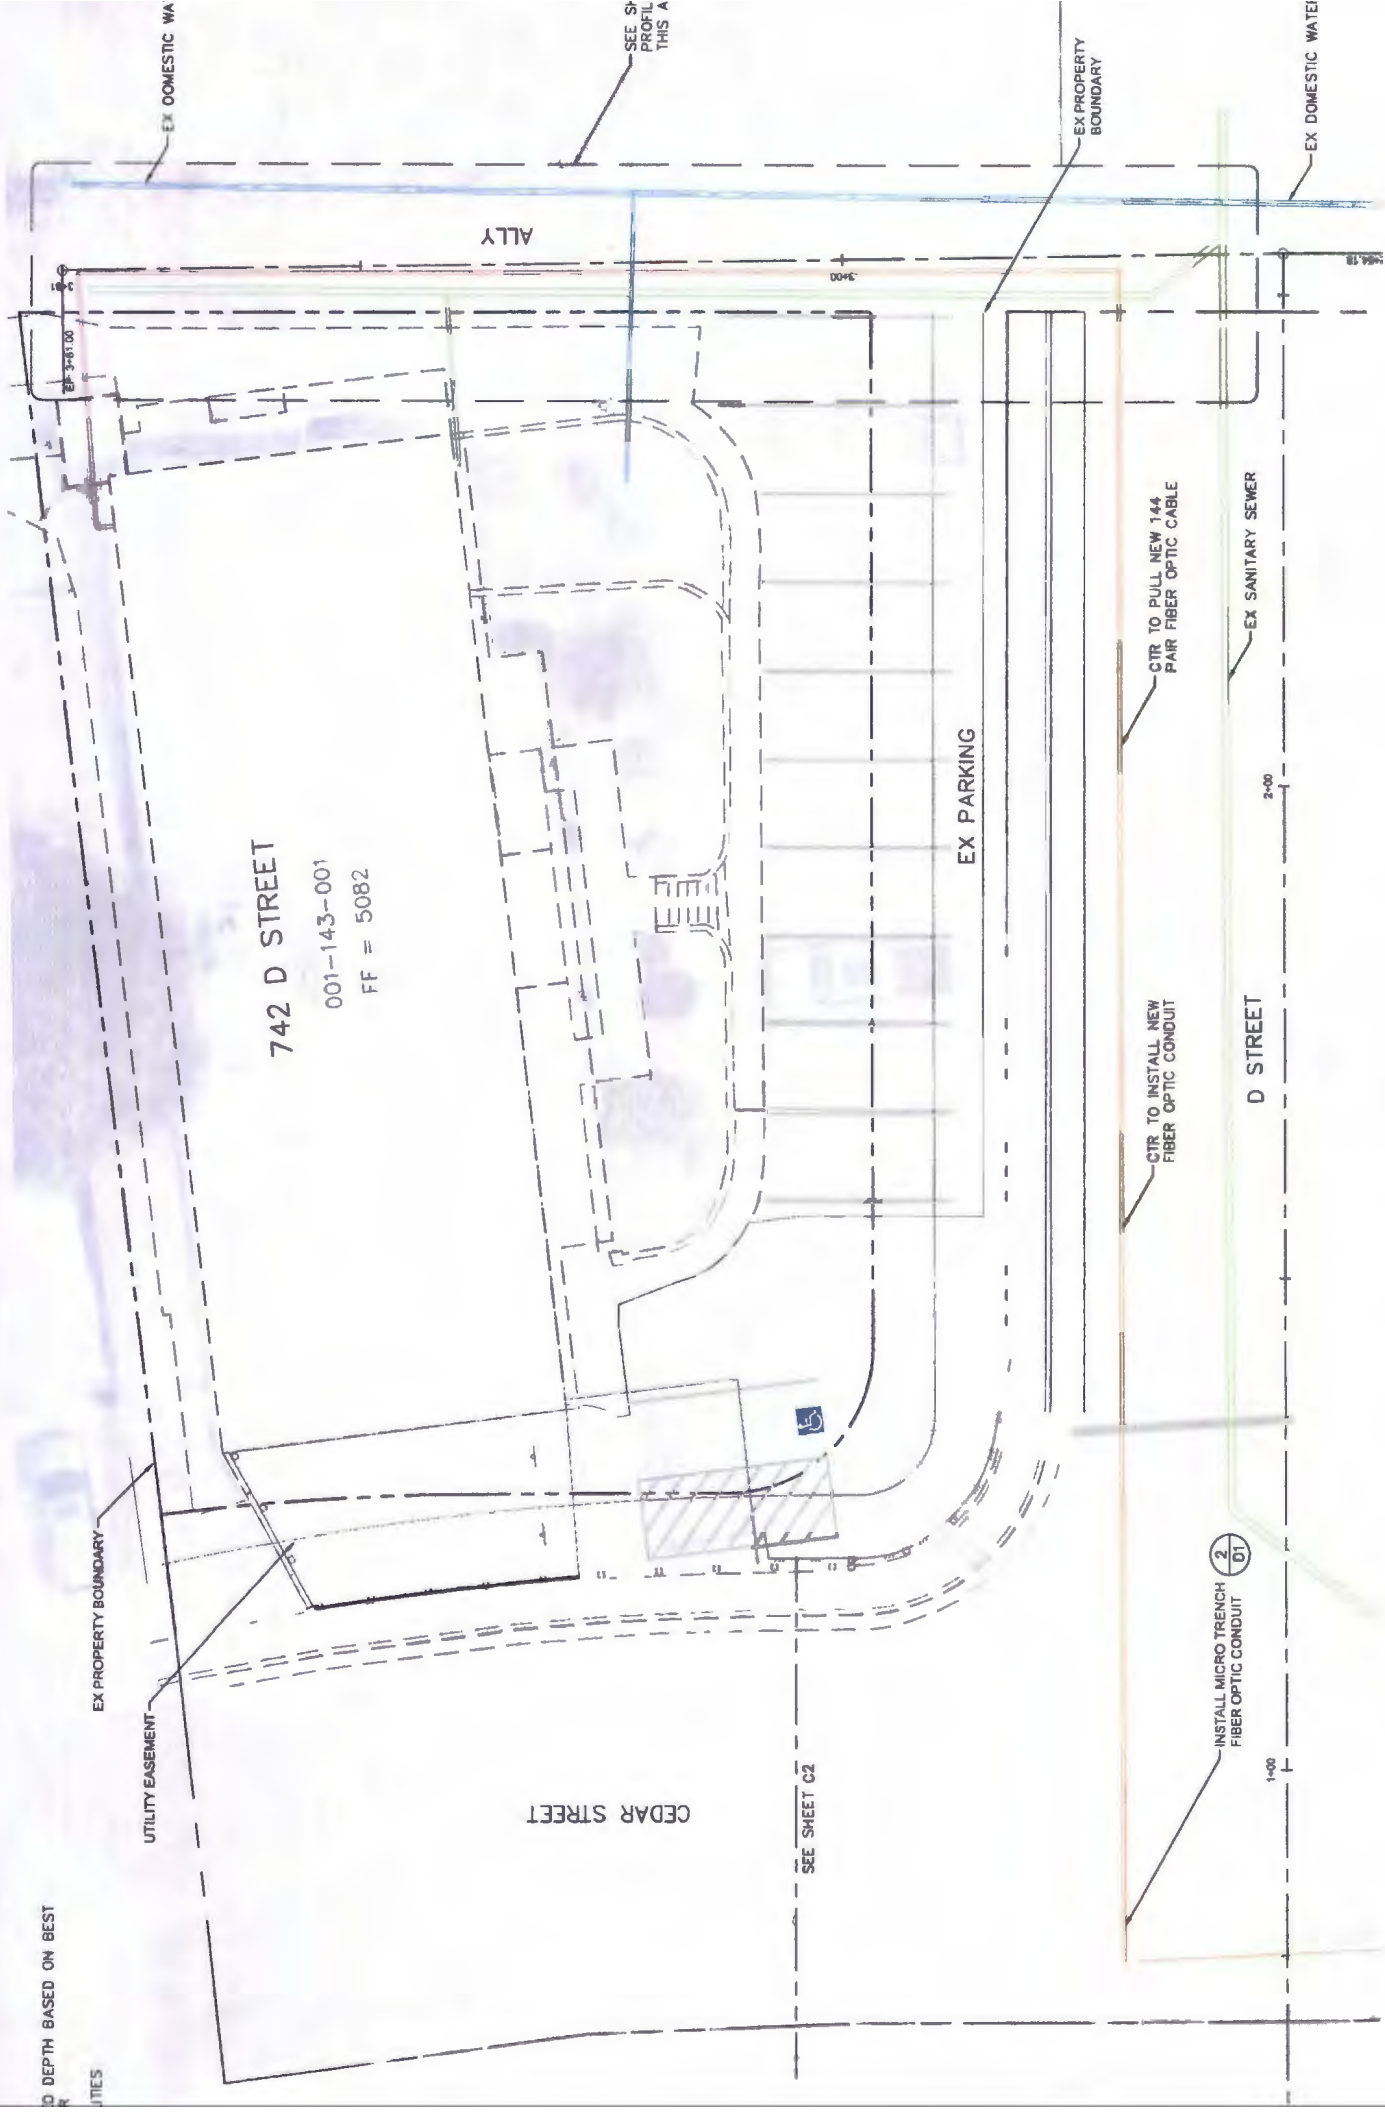 EX DOMESTIC WA
SEE SH
PROFIL
THIS A
EX PROPERTY
BOUNDARY
EX DOMESTIC WATER
ALLY
EP 3+61.00
3+00
742 D STREET
001-143-001
FF = 5082
EX PARKING
CTR TO PULL NEW 144
PAIR FIBER OPTIC CABLE
EX SANITARY SEWER
2+00
CTR TO INSTALL NEW
FIBER OPTIC CONDUIT
D STREET
EX PROPERTY BOUNDARY
UTILITY EASEMENT
CEDAR STREET
SEE SHEET C2
INSTALL MICRO TRENCH
FIBER OPTIC CONDUIT
2
D1
1+00
DEPTH BASED ON BEST
R
ITIES